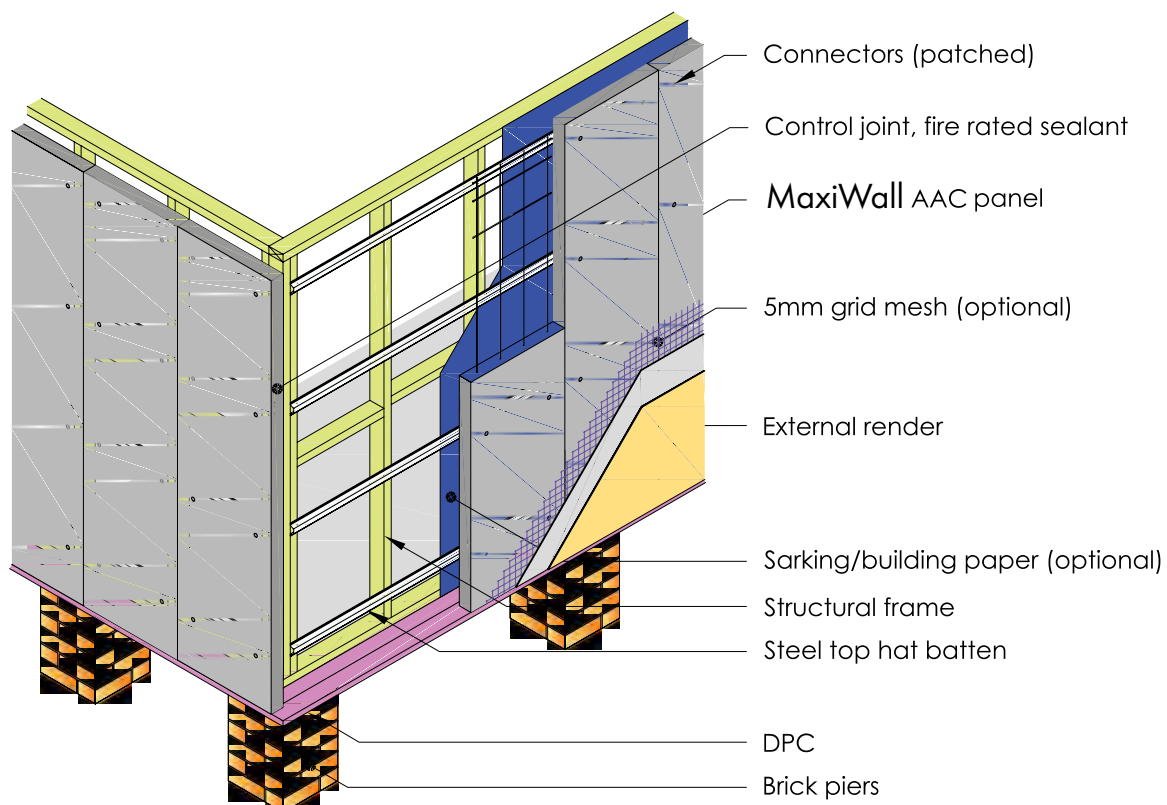 Connectors (patched)
Control joint, fire rated sealant
MaxiWall AAC panel
5mm grid mesh (optional)
External render
Sarking/building paper (optional)
Structural frame
Steel top hat batten
DPC
Brick piers